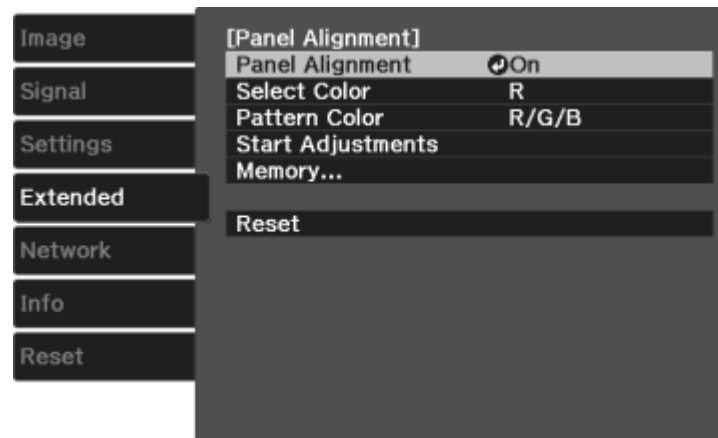 Image
Signal
Settings
Extended
Network
Info
Reset
[Panel Alignment]
Panel Alignment On
Select Color R
Pattern Color R/G/B
Start Adjustments
Memory...
Reset